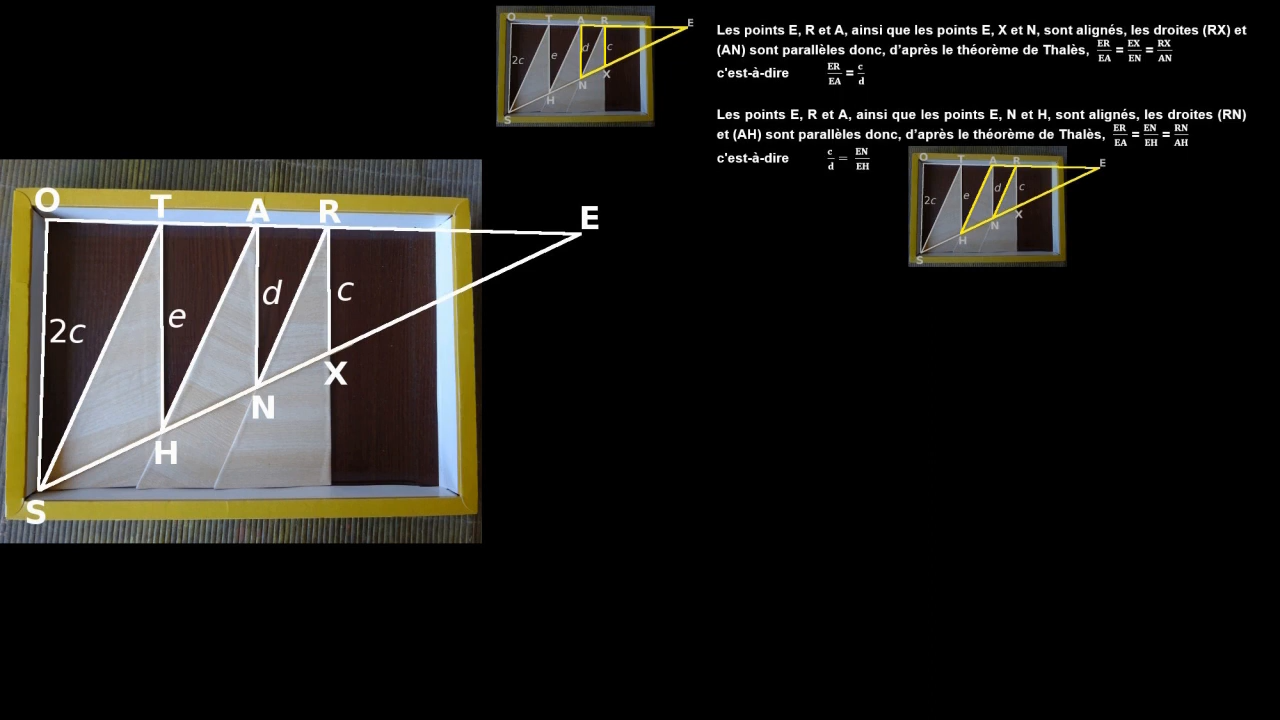 O T A R E
2c e d c
N X
H
S
Les points E, R et A, ainsi que les points E, X et N, sont alignés, les droites (RX) et
(AN) sont parallèles donc, d'après le théorème de Thalès, ER/EA = EX/EN = RX/AN
c'est-à-dire ER/EA = c/d
Les points E, R et A, ainsi que les points E, N et H, sont alignés, les droites (RN)
et (AH) sont parallèles donc, d'après le théorème de Thalès, ER/EA = EN/EH = RN/AH
c'est-à-dire c/d = EN/EH
O T A R E
2c e d c
X
N
H
S
O T A R E
2c e d c
X
N
H
S